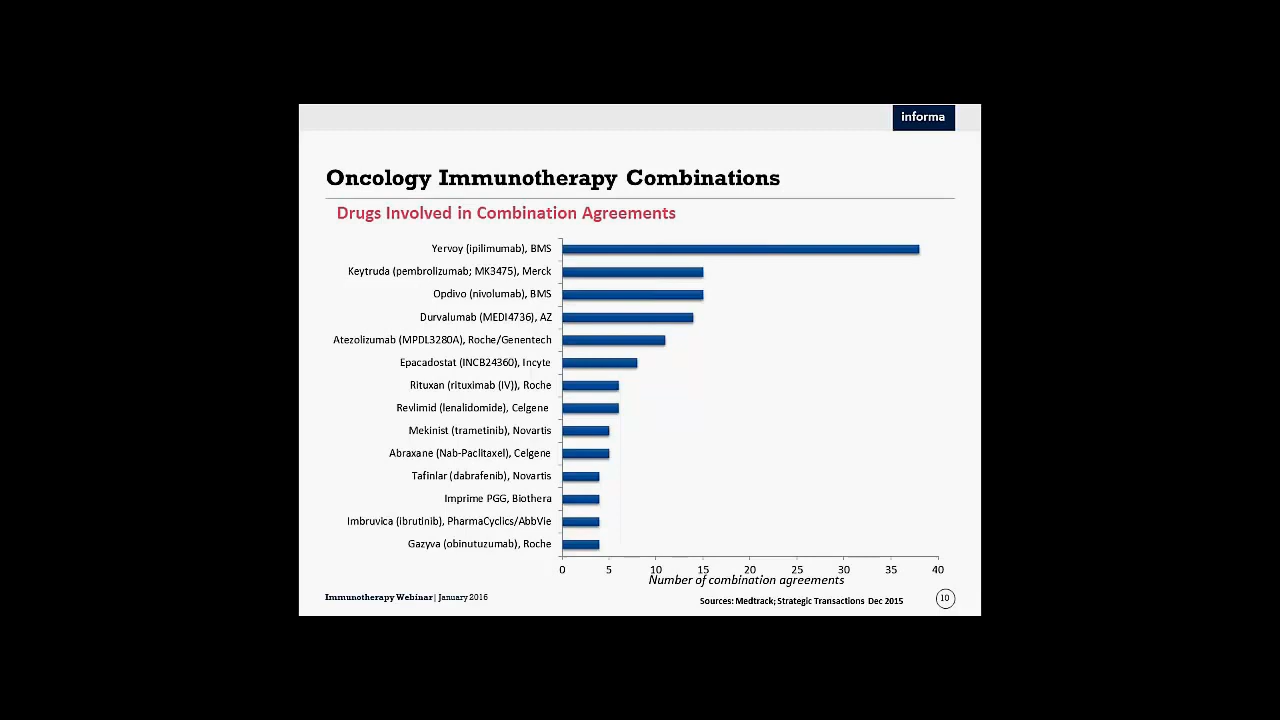 informa
Oncology Immunotherapy Combinations
Drugs Involved in Combination Agreements
Yervoy (ipilimumab), BMS
Keytruda (pembrolizumab; MK3475), Merck
Opdivo (nivolumab), BMS
Durvalumab (MEDI4736), AZ
Atezolizumab (MPDL3280A), Roche/Genentech
Epacadostat (INCB24360), Incyte
Rituxan (rituximab (IV)), Roche
Revlimid (lenalidomide), Celgene
Mekinist (trametinib), Novartis
Abraxane (Nab-Paclitaxel), Celgene
Tafinlar (dabrafenib), Novartis
Imprime PGG, Biothera
Imbruvica (ibrutinib), PharmaCyclics/AbbVie
Gazyva (obinutuzumab), Roche
0 5 10 15 20 25 30 35 40
Number of combination agreements
Immunotherapy Webinar| January 2016
Sources: Medtrack; Strategic Transactions Dec 2015
10